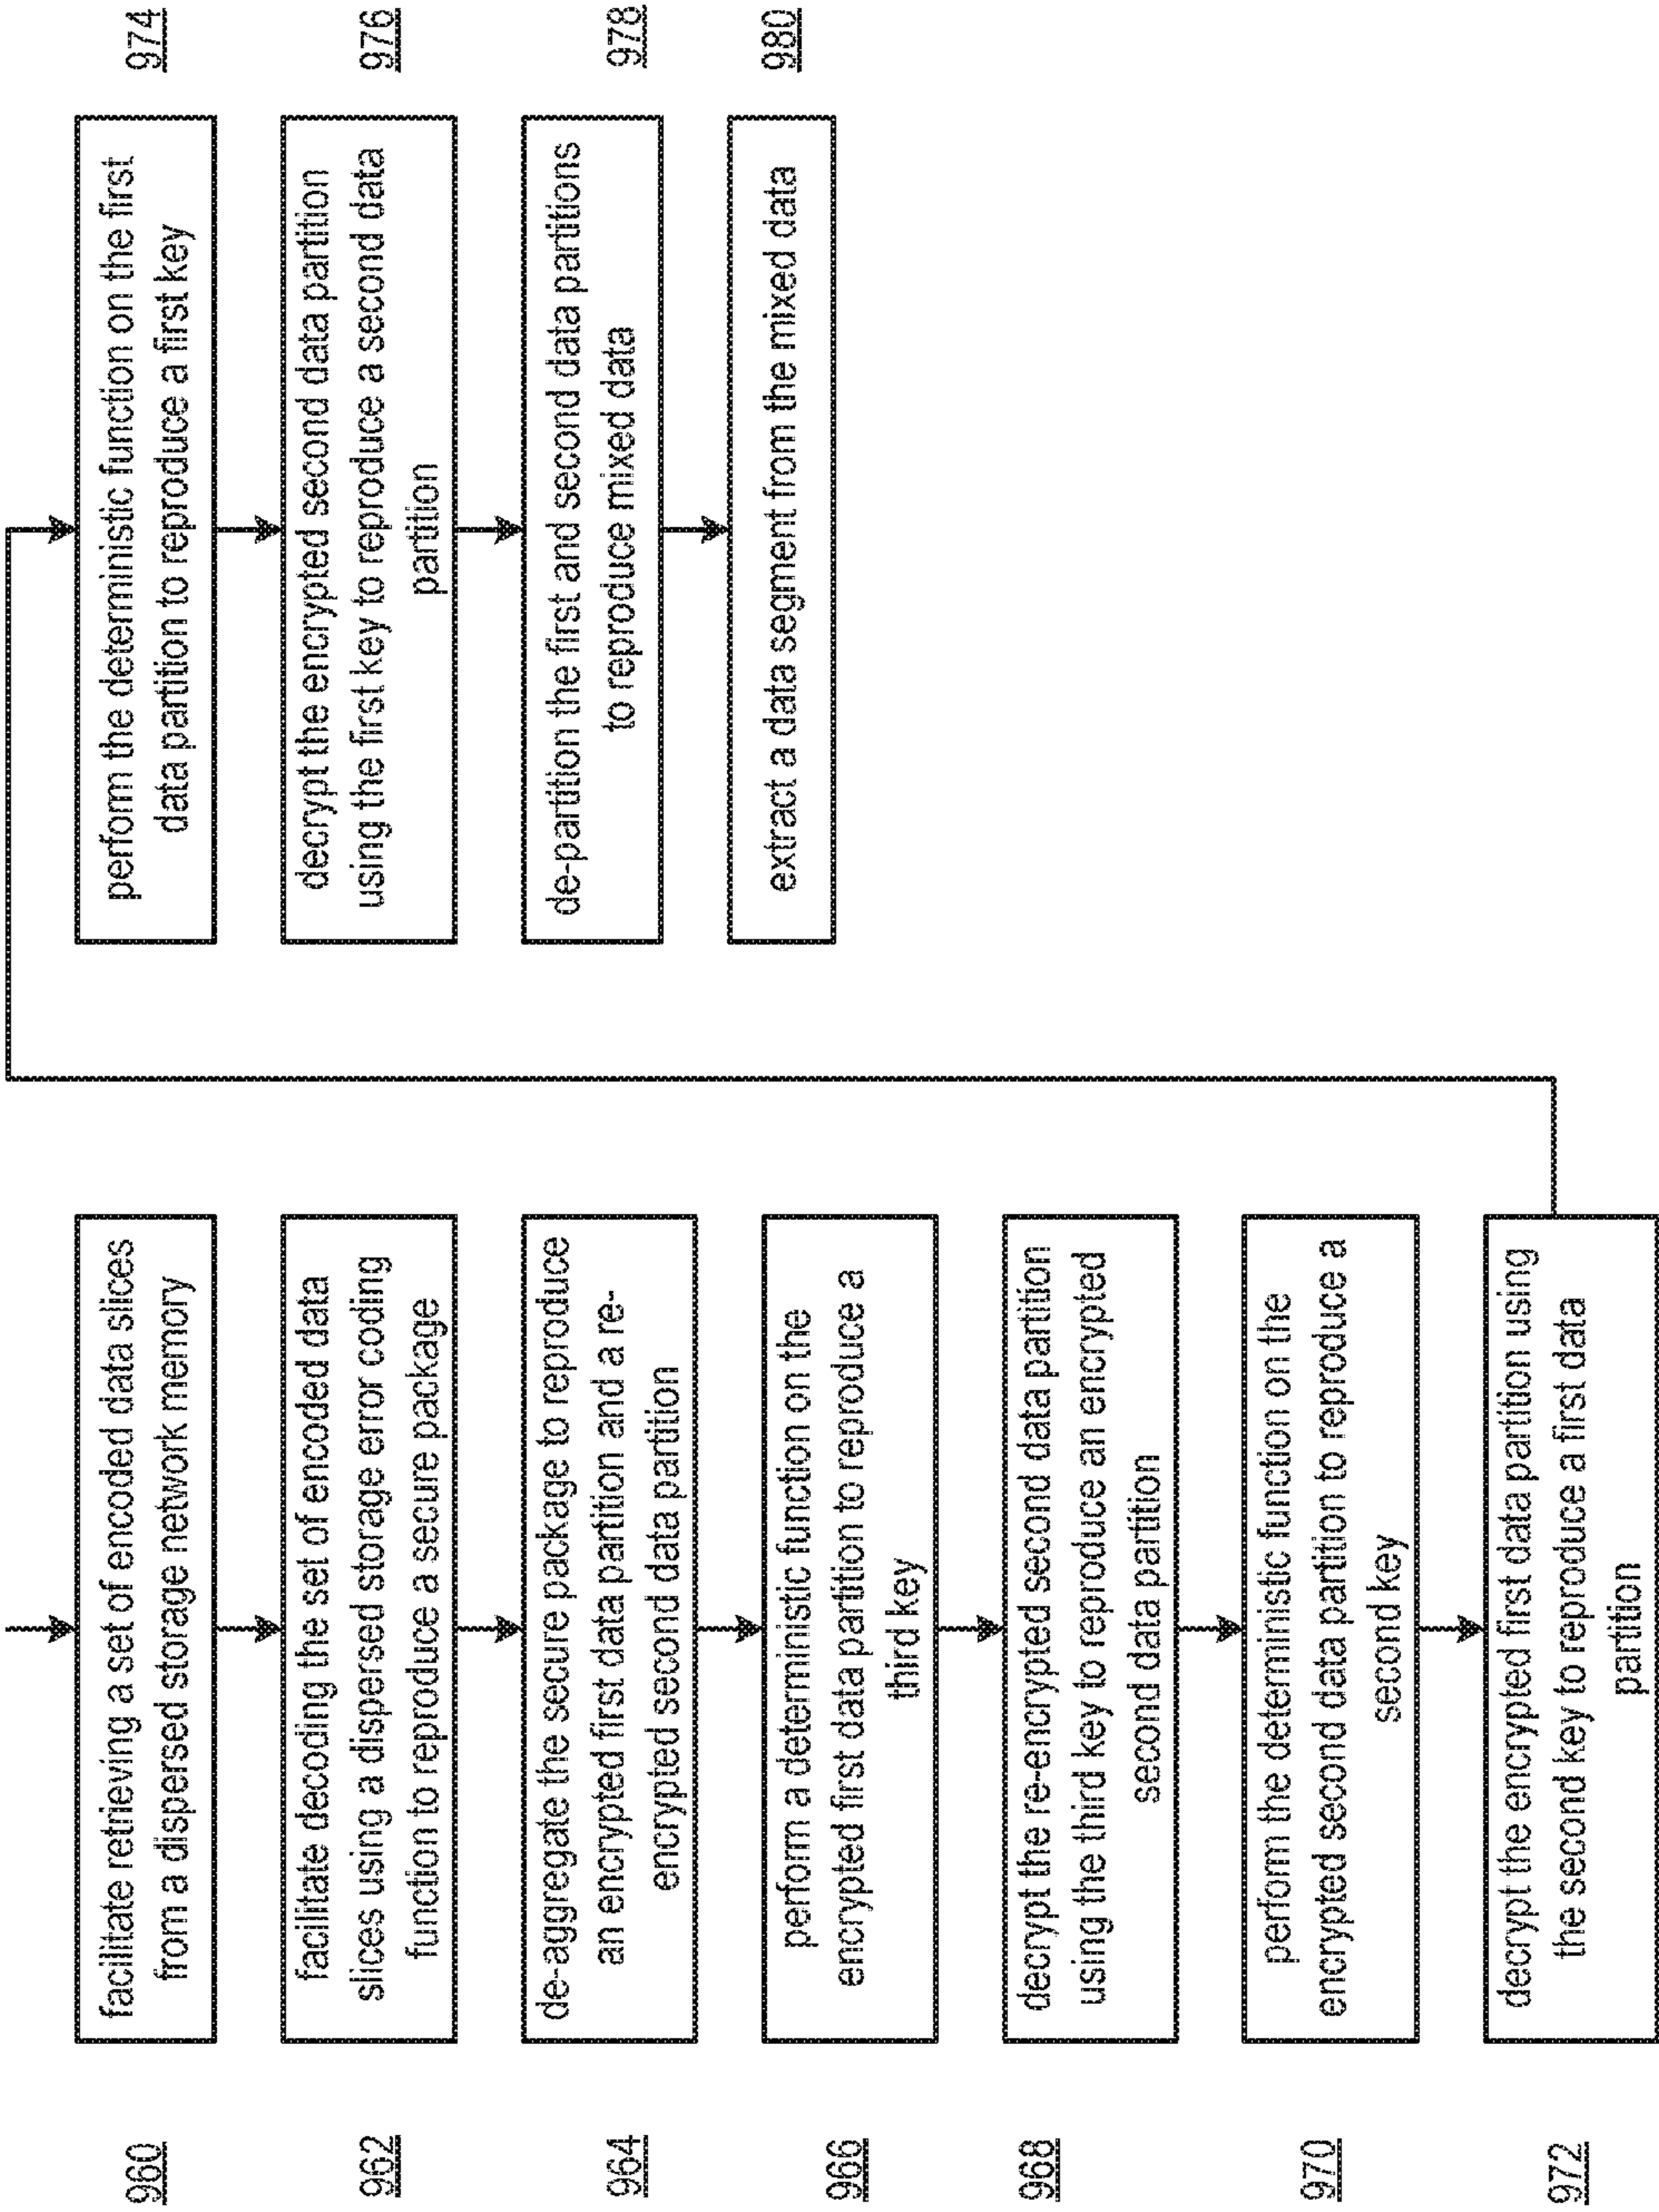 960
facilitate retrieving a set of encoded data slices
from a dispersed storage network memory
962
facilitate decoding the set of encoded data
slices using a dispersed storage error coding
function to reproduce a secure package
964
de-aggregate the secure package to reproduce
an encrypted first data partition and a re-
encrypted second data partition
966
perform a deterministic function on the
encrypted first data partition to reproduce a
third key
968
decrypt the re-encrypted second data partition
using the third key to reproduce an encrypted
second data partition
970
perform the deterministic function on the
encrypted second data partition to reproduce a
second key
972
decrypt the encrypted first data partition using
the second key to reproduce a first data
partition
974
perform the deterministic function on the first
data partition to reproduce a first key
976
decrypt the encrypted second data partition
using the first key to reproduce a second data
partition
978
de-partition the first and second data partitions
to reproduce mixed data
980
extract a data segment from the mixed data